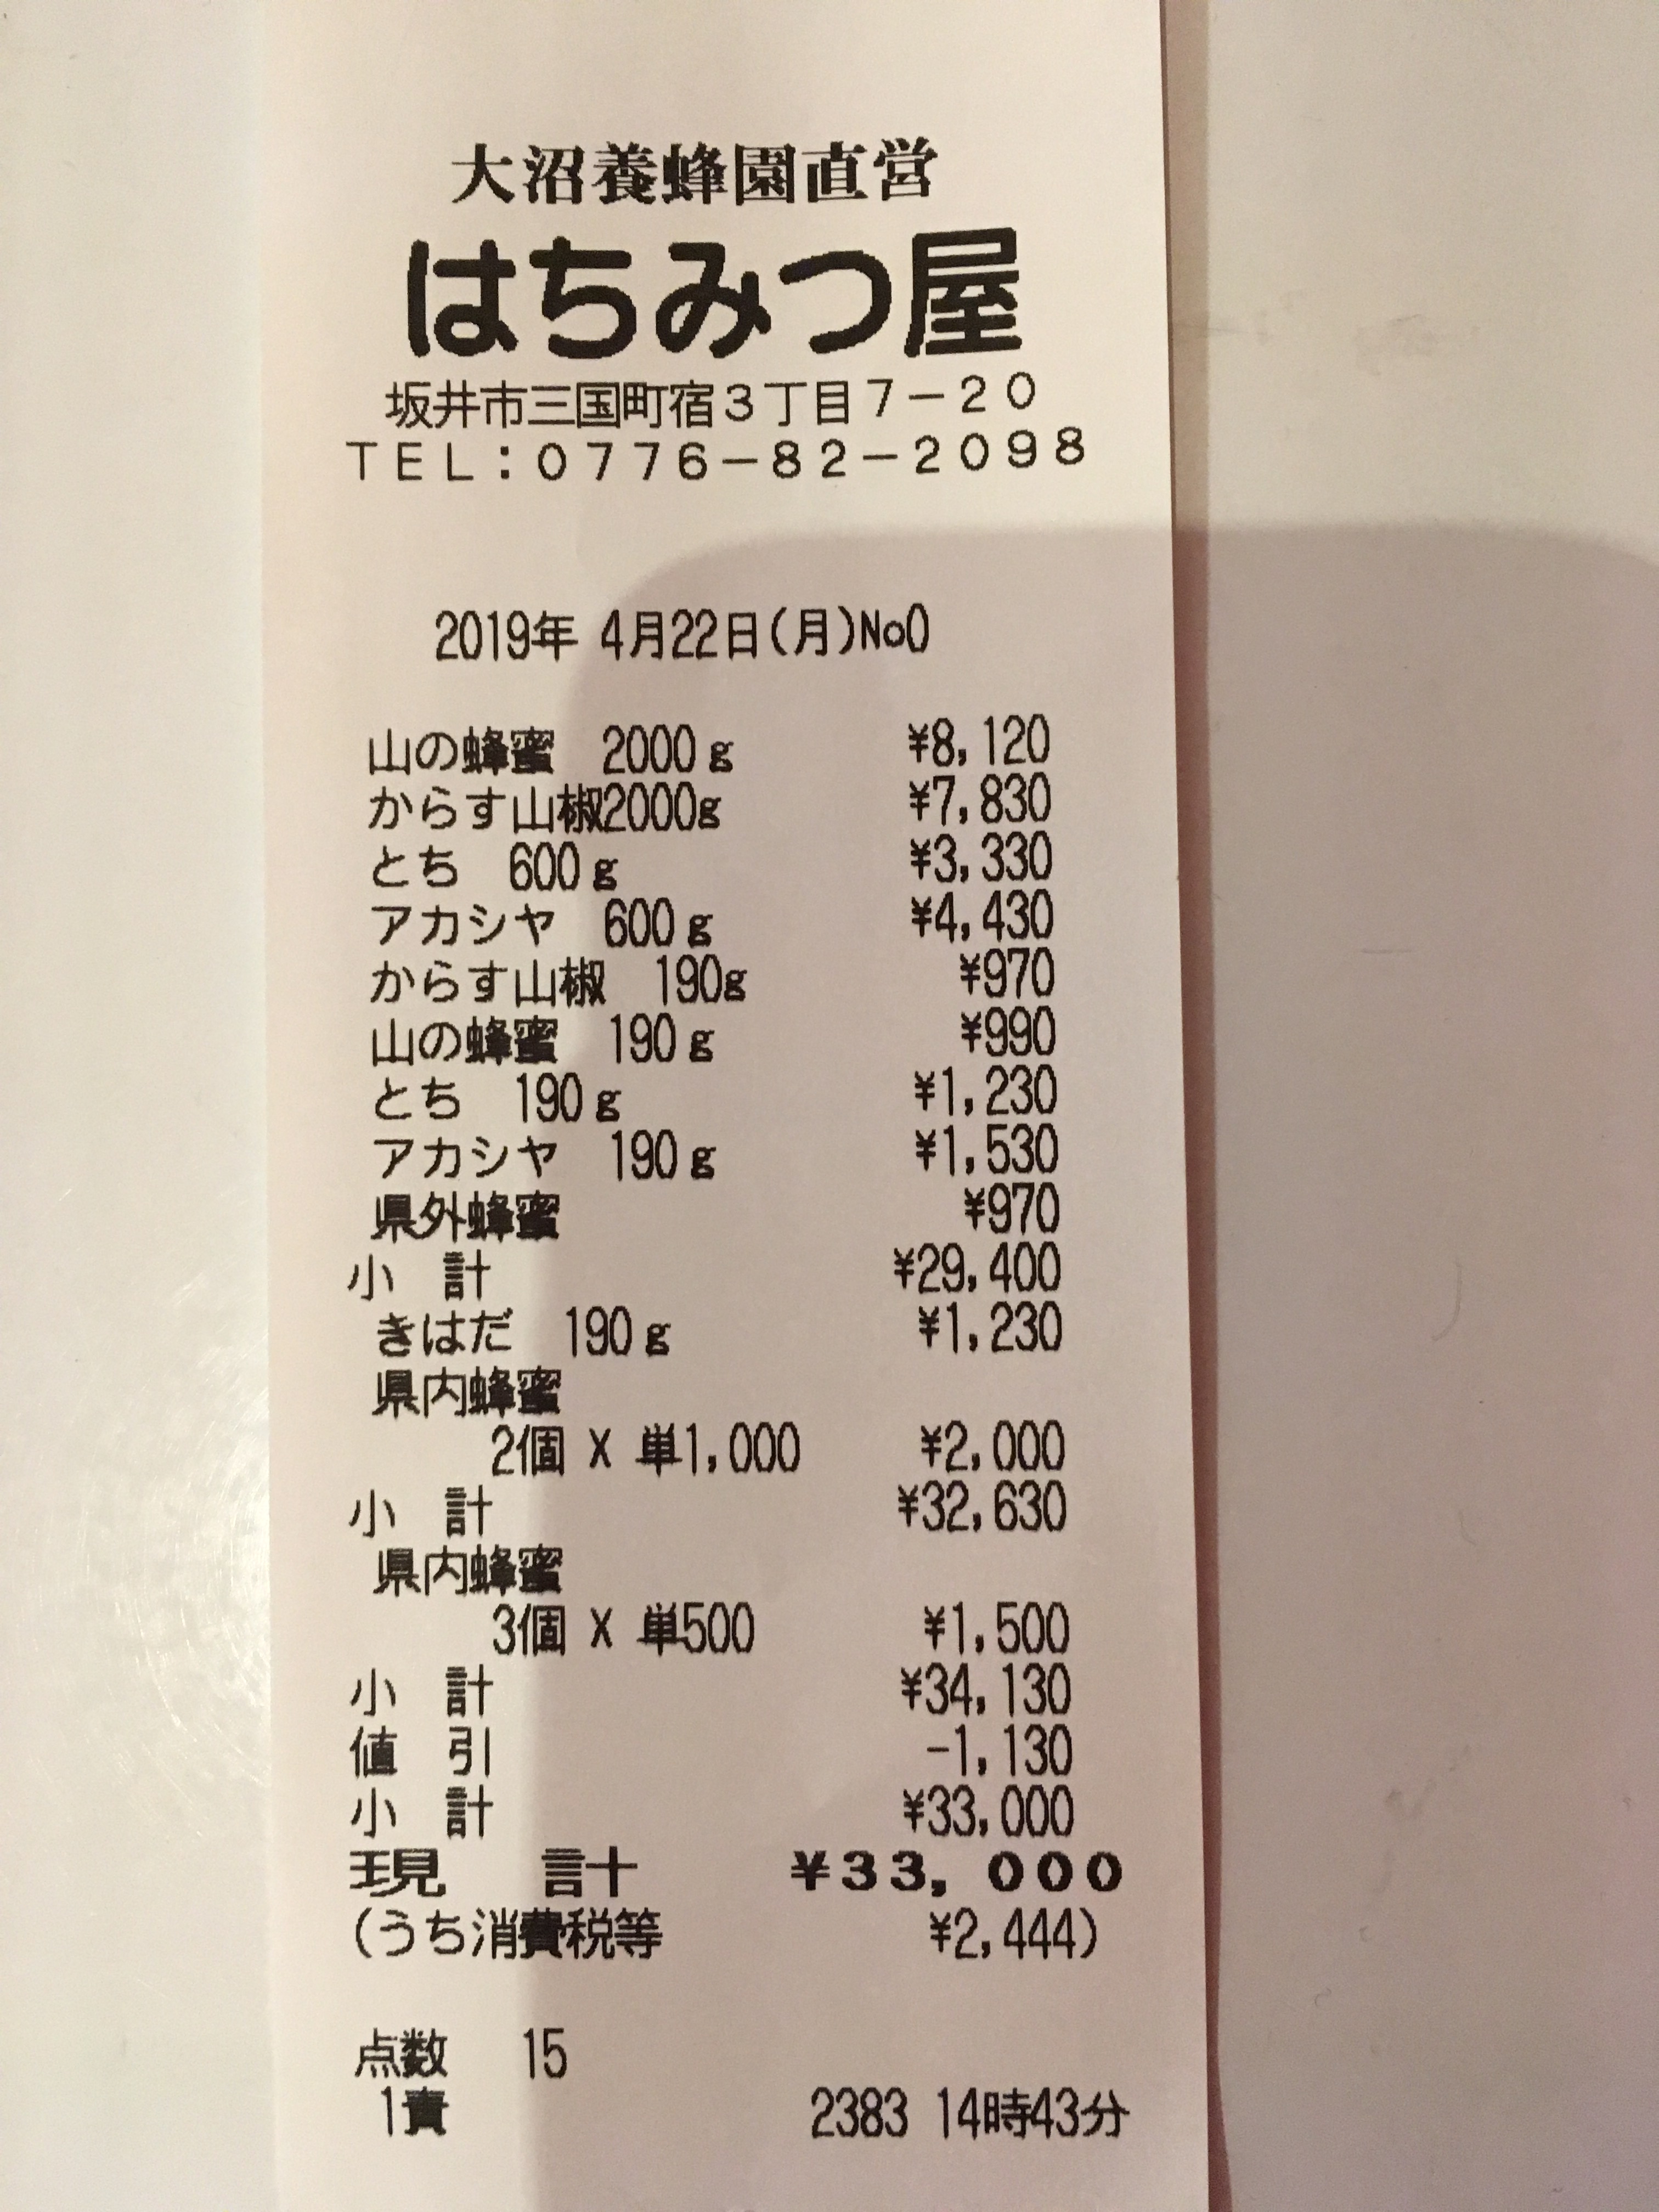 大沼養蜂園直営
はちみつ屋
坂井市三国町宿３丁目７−２０
ＴＥＬ：０７７６−８２−２０９８
2019年 4月22日(月)No0
山の蜂蜜　2000ｇ ¥8,120
からす山椒2000g ¥7,830
とち　600ｇ ¥3,330
アカシヤ　600ｇ ¥4,430
からす山椒　190g ¥970
山の蜂蜜　190ｇ ¥990
とち　190ｇ ¥1,230
アカシヤ　190ｇ ¥1,530
県外蜂蜜 ¥970
小　計 ¥29,400
きはだ　190ｇ ¥1,230
県内蜂蜜
2個 X 単1,000 ¥2,000
小　計 ¥32,630
県内蜂蜜
3個 X 単500 ¥1,500
小　計 ¥34,130
値　引 -1,130
小　計 ¥33,000
現　計 ¥33,000
(うち消費税等 ¥2,444)
点数 15
1責 2383 14時43分